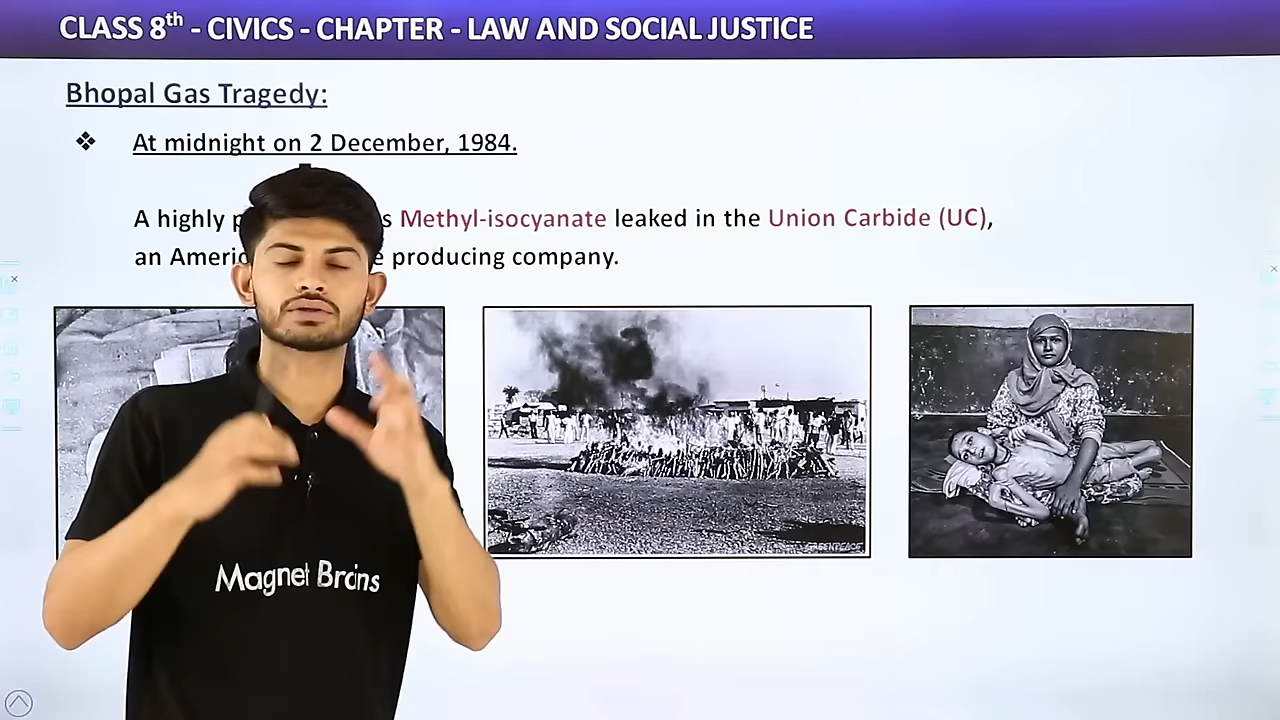 CLASS 8th - CIVICS - CHAPTER - LAW AND SOCIAL JUSTICE
Bhopal Gas Tragedy:
❖ At midnight on 2 December, 1984.
A highly p s Methyl-isocyanate leaked in the Union Carbide (UC),
an Americ e producing company.
GREENPEACE
Magnet Brains